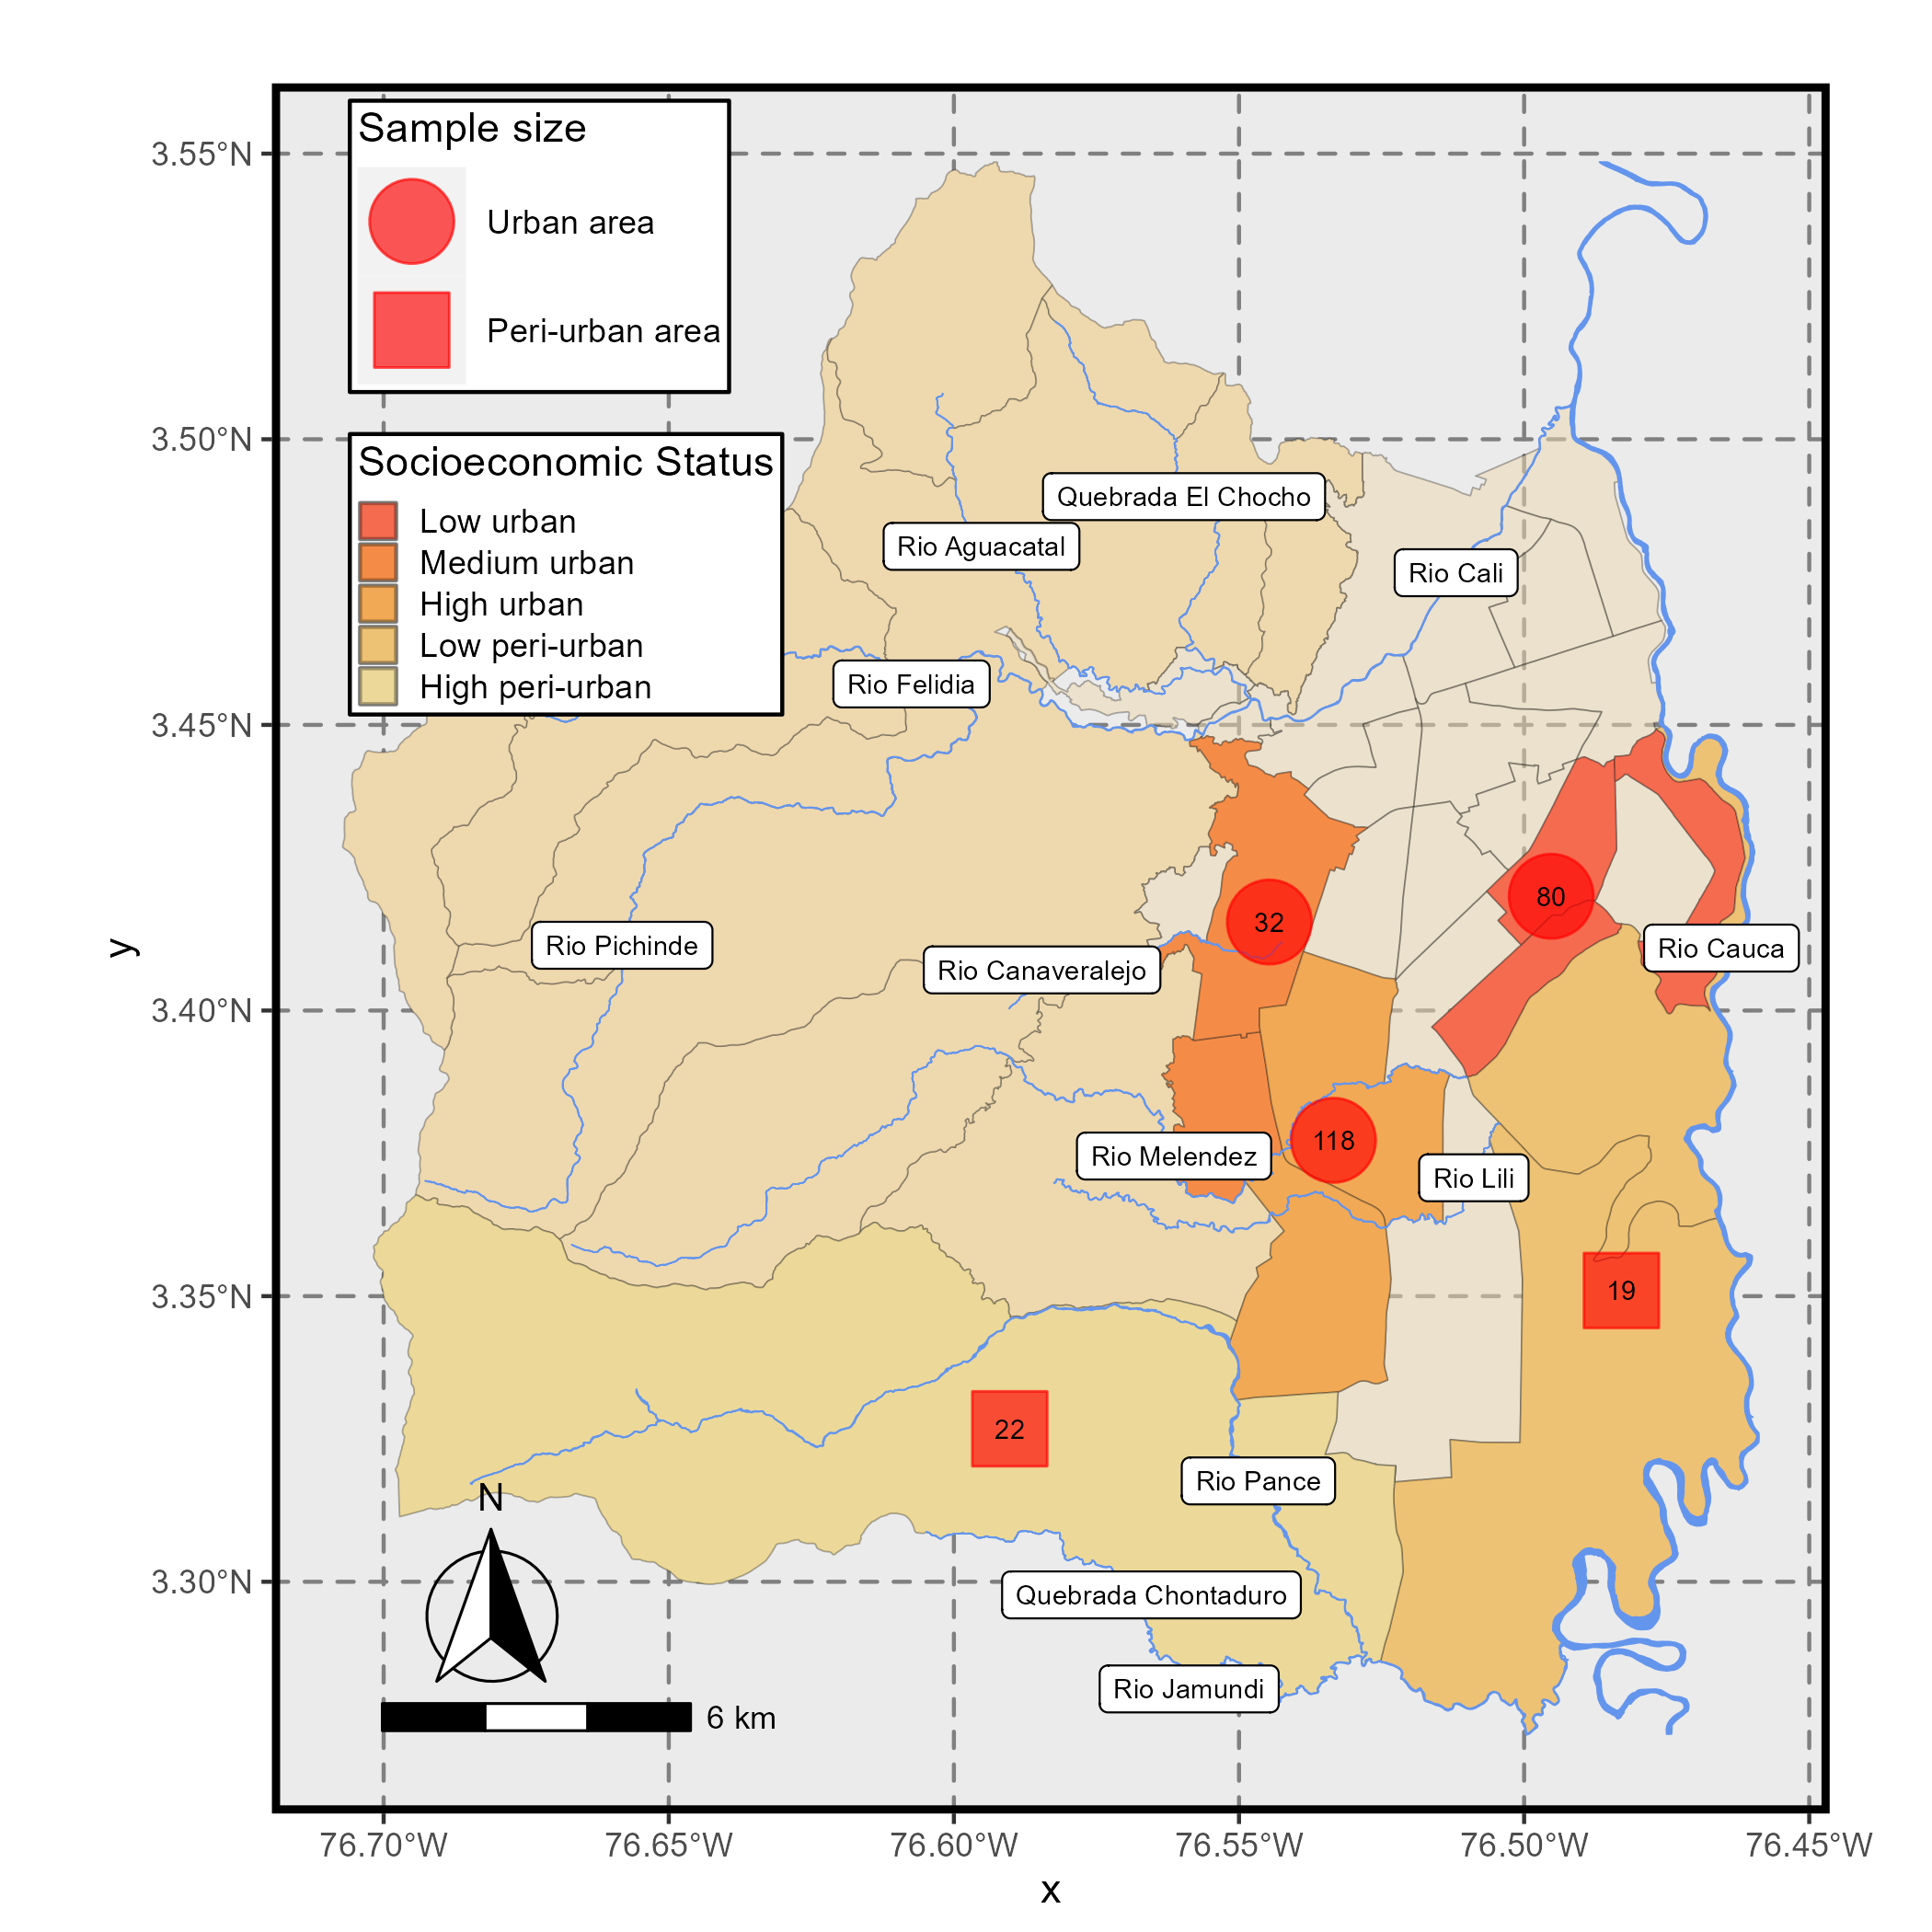 Sample size
Urban area
Peri-urban area
Socioeconomic Status
Low urban
Medium urban
High urban
Low peri-urban
High peri-urban
3.55°N
3.50°N
3.45°N
3.40°N
3.35°N
3.30°N
y
Quebrada El Chocho
Rio Aguacatal
Rio Cali
Rio Felidia
80
32
Rio Pichinde
Rio Cauca
Rio Canaveralejo
118
Rio Melendez
Rio Lili
19
22
Rio Pance
N
Quebrada Chontaduro
Rio Jamundi
6 km
76.70°W
76.65°W
76.60°W
76.55°W
76.50°W
76.45°W
x